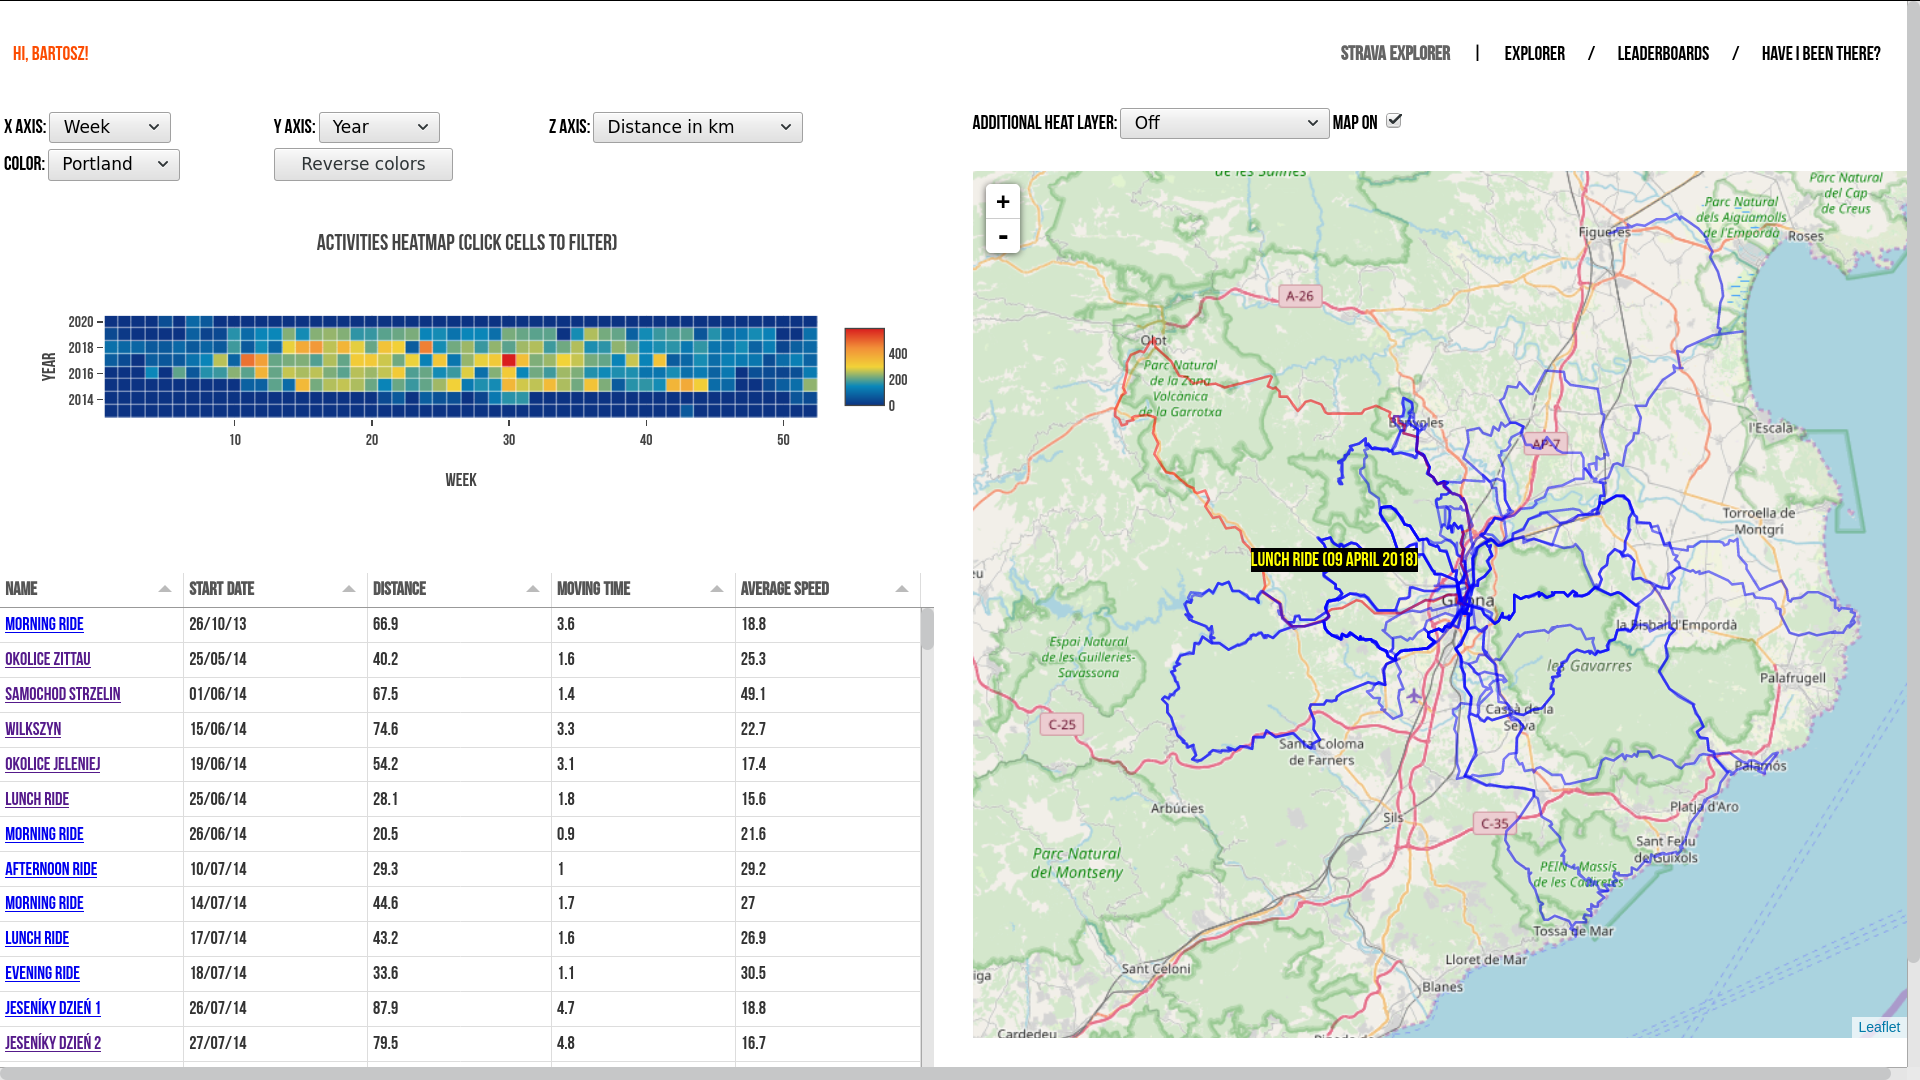 HI, BARTOSZ!
STRAVA EXPLORER | EXPLORER / LEADERBOARDS / HAVE I BEEN THERE?
X AXIS: Week Y AXIS: Year Z AXIS: Distance in km
COLOR: Portland Reverse colors
ADDITIONAL HEAT LAYER: Off MAP ON
ACTIVITIES HEATMAP (CLICK CELLS TO FILTER)
YEAR
2020
2018
2016
2014
10 20 30 40 50
WEEK
400
200
0
NAME START DATE DISTANCE MOVING TIME AVERAGE SPEED
MORNING RIDE 26/10/13 66.9 3.6 18.8
OKOLICE ZITTAU 25/05/14 40.2 1.6 25.3
SAMOCHOD STRZELIN 01/06/14 67.5 1.4 49.1
WILKSZYN 15/06/14 74.6 3.3 22.7
OKOLICE JELENIEJ 19/06/14 54.2 3.1 17.4
LUNCH RIDE 25/06/14 28.1 1.8 15.6
MORNING RIDE 26/06/14 20.5 0.9 21.6
AFTERNOON RIDE 10/07/14 29.3 1 29.2
MORNING RIDE 14/07/14 44.6 1.7 27
LUNCH RIDE 17/07/14 43.2 1.6 26.9
EVENING RIDE 18/07/14 33.6 1.1 30.5
JESENÍKY DZIEŃ 1 26/07/14 87.9 4.7 18.8
JESENÍKY DZIEŃ 2 27/07/14 79.5 4.8 16.7
+
-
de les Salines
Parc Natural
del Cap
de Creus
Parc Natural
dels Aiguamolls
de l'Empordà
Figueres
Roses
A-26
Olot
Parc Natural
de la Zona
Volcànica
de la Garrotxa
Banyoles
AP-7
l'Escala
Torroella de
Montgrí
LUNCH RIDE (09 APRIL 2018)
Girona
la Bisbal d'Empordà
Espai Natural
de les Guilleries-
Savassona
les Gavarres
Palafrugell
C-25
Cassà de la
Selva
Santa Coloma
de Farners
Palamós
Arbúcies
Platja d'Aro
Sils
C-35
Sant Feliu
de Guíxols
Parc Natural
del Montseny
PEIN - Massís
de les Cadiretes
Tossa de Mar
Sant Celoni
Lloret de Mar
Blanes
Cardedeu
Leaflet